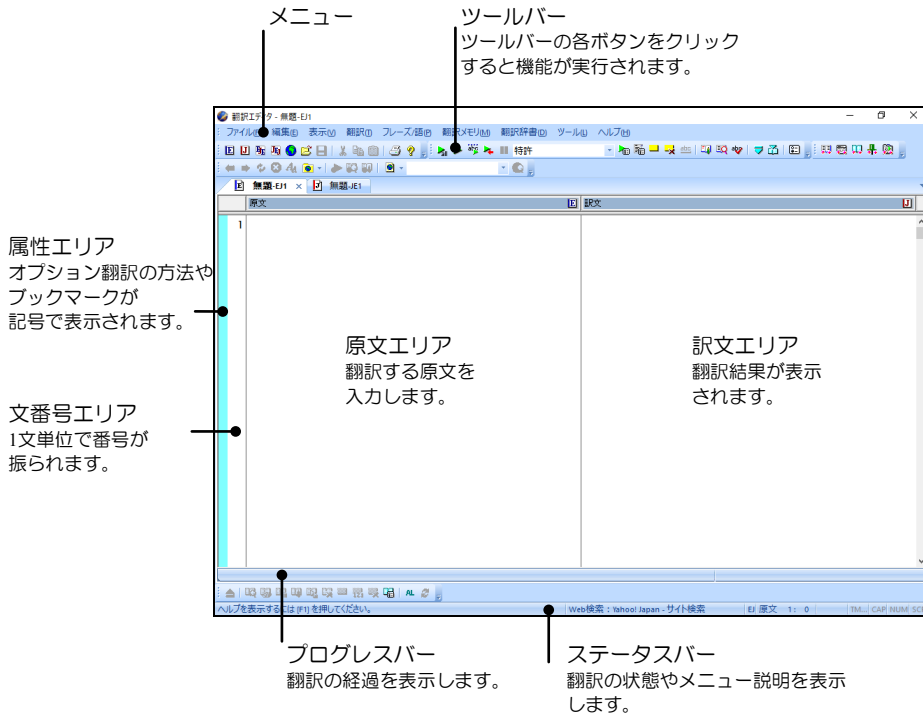 メニュー
ツールバー
ツールバーの各ボタンをクリック
すると機能が実行されます。
翻訳エディタ - 無題-EJ1
ファイル(F) 編集(E) 表示(V) 翻訳(T) フレーズ/語(P) 翻訳メモリ(M) 翻訳辞書(D) ツール(L) ヘルプ(H)
特許
無題-EJ1 × 無題-JE1
原文 E 訳文 J
1
属性エリア
オプション翻訳の方法や
ブックマークが
記号で表示されます。
原文エリア
翻訳する原文を
入力します。
訳文エリア
翻訳結果が表示
されます。
文番号エリア
1文単位で番号が
振られます。
AL
ヘルプを表示するには [F1] を押してください。
Web検索：Yahoo! Japan - サイト検索
EJ 原文 1: 0
TM... CAP NUM SC
プログレスバー
翻訳の経過を表示します。
ステータスバー
翻訳の状態やメニュー説明を表示
します。